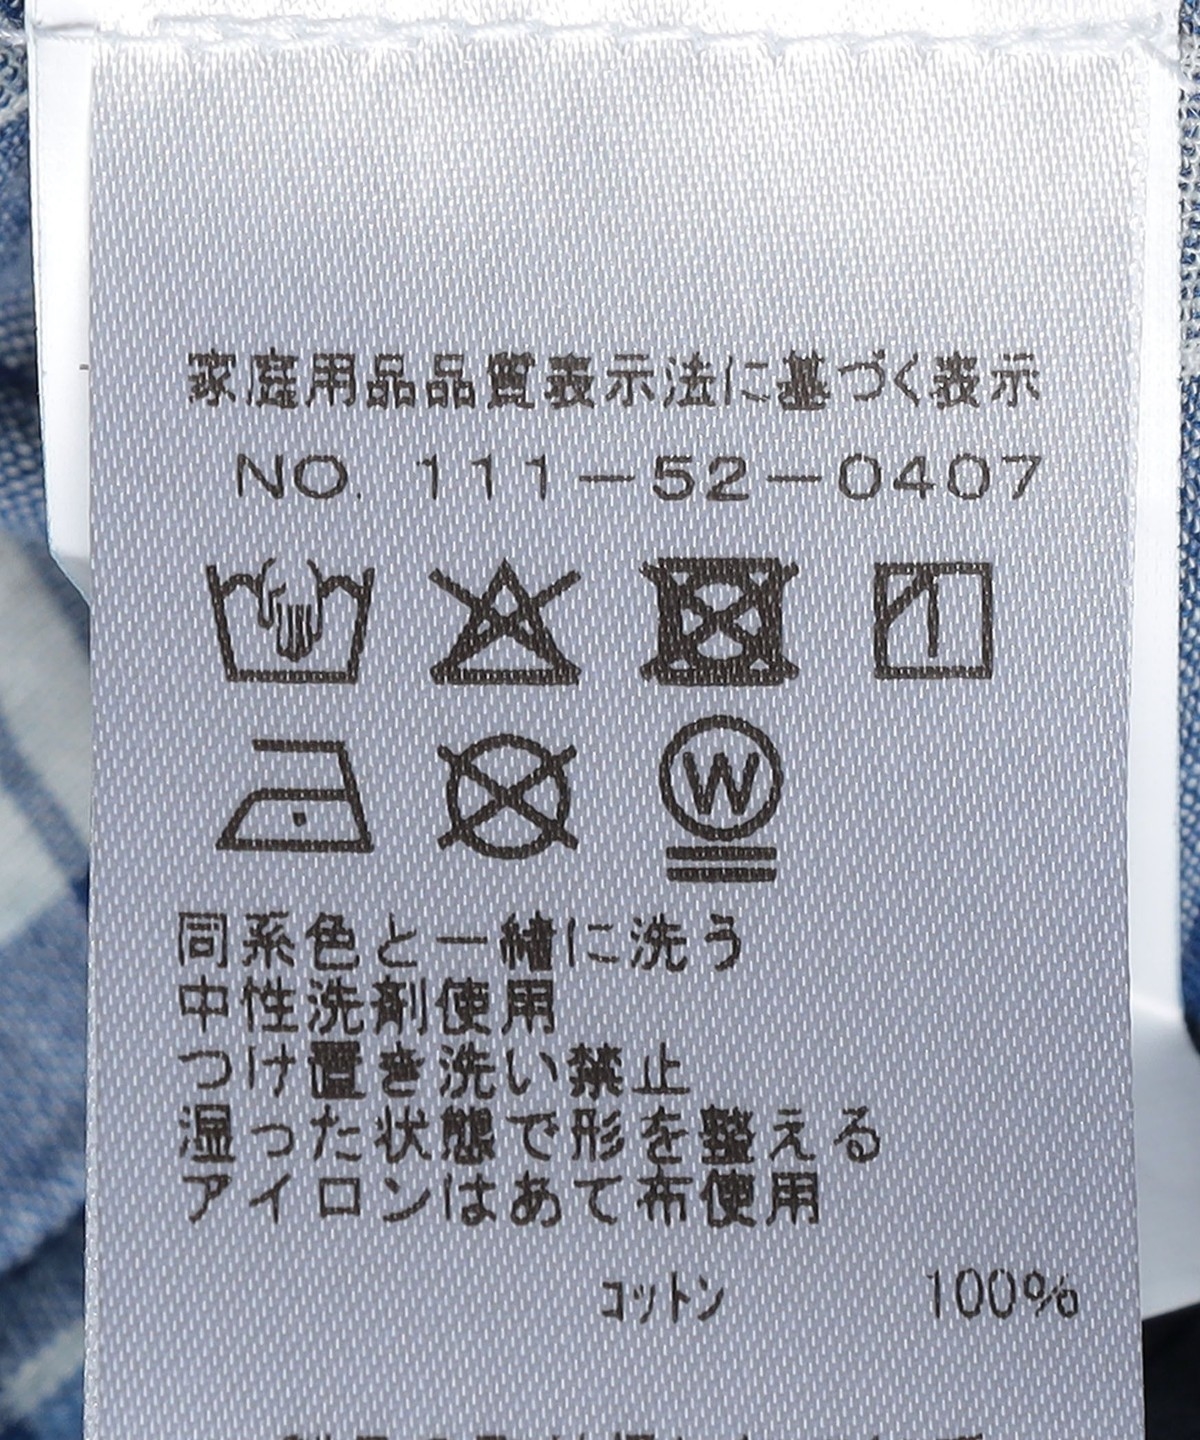 家庭用品品質表示法に基づく表示
NO. 111-52-0407
W
同系色と一緒に洗う
中性洗剤使用
つけ置き洗い禁止
湿った状態で形を整える
アイロンはあて布使用
コットン 100%